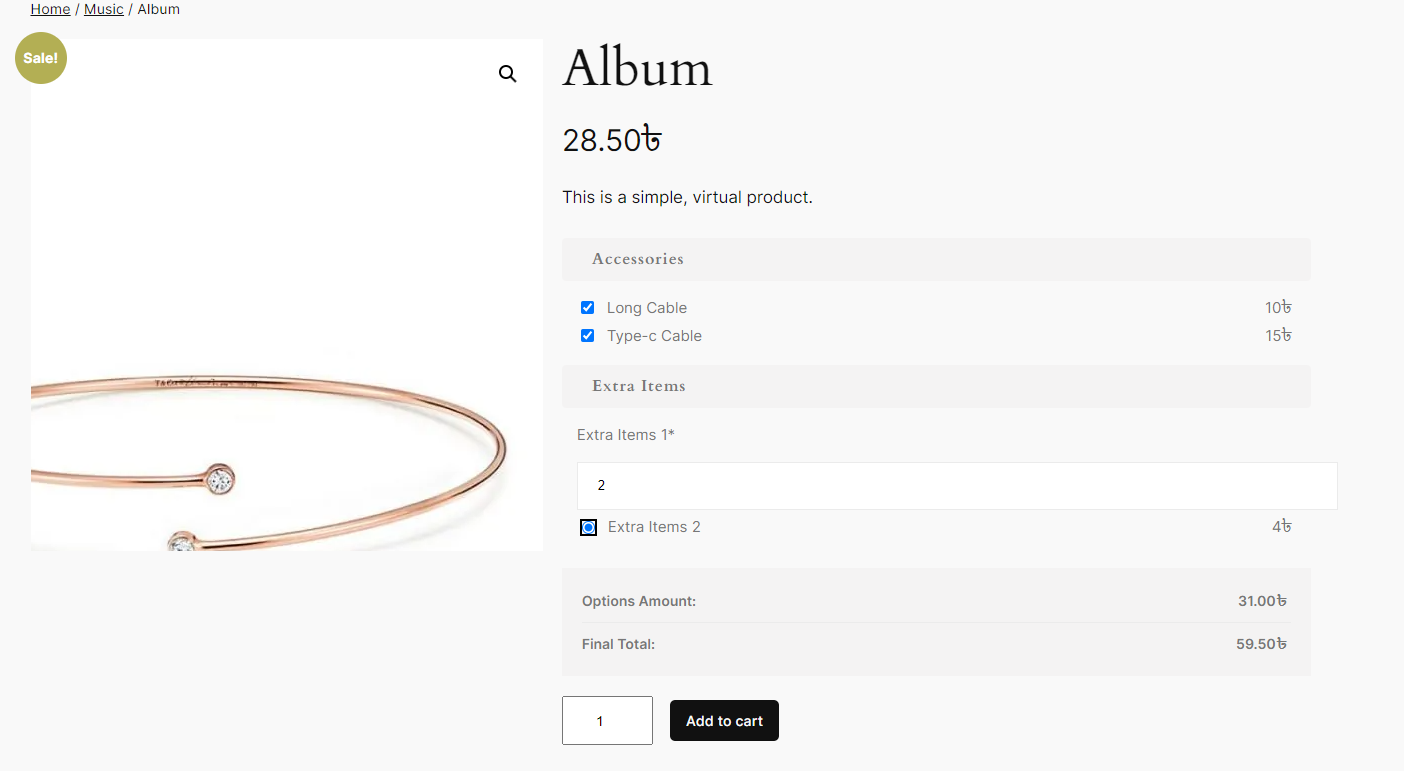 Home / Music / Album
Sale!
Album
28.50৳
This is a simple, virtual product.
Accessories
Long Cable 10৳
Type-c Cable 15৳
Extra Items
Extra Items 1*
2
Extra Items 2 4৳
Options Amount: 31.00৳
Final Total: 59.50৳
1 Add to cart